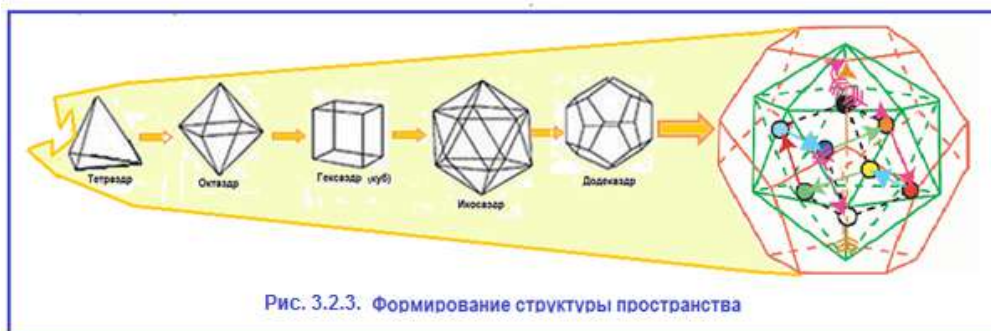 Тетраэдр
Октаэдр
Гексаэдр (куб)
Икосаэдр
Додекаэдр
Рис. 3.2.3. Формирование структуры пространства